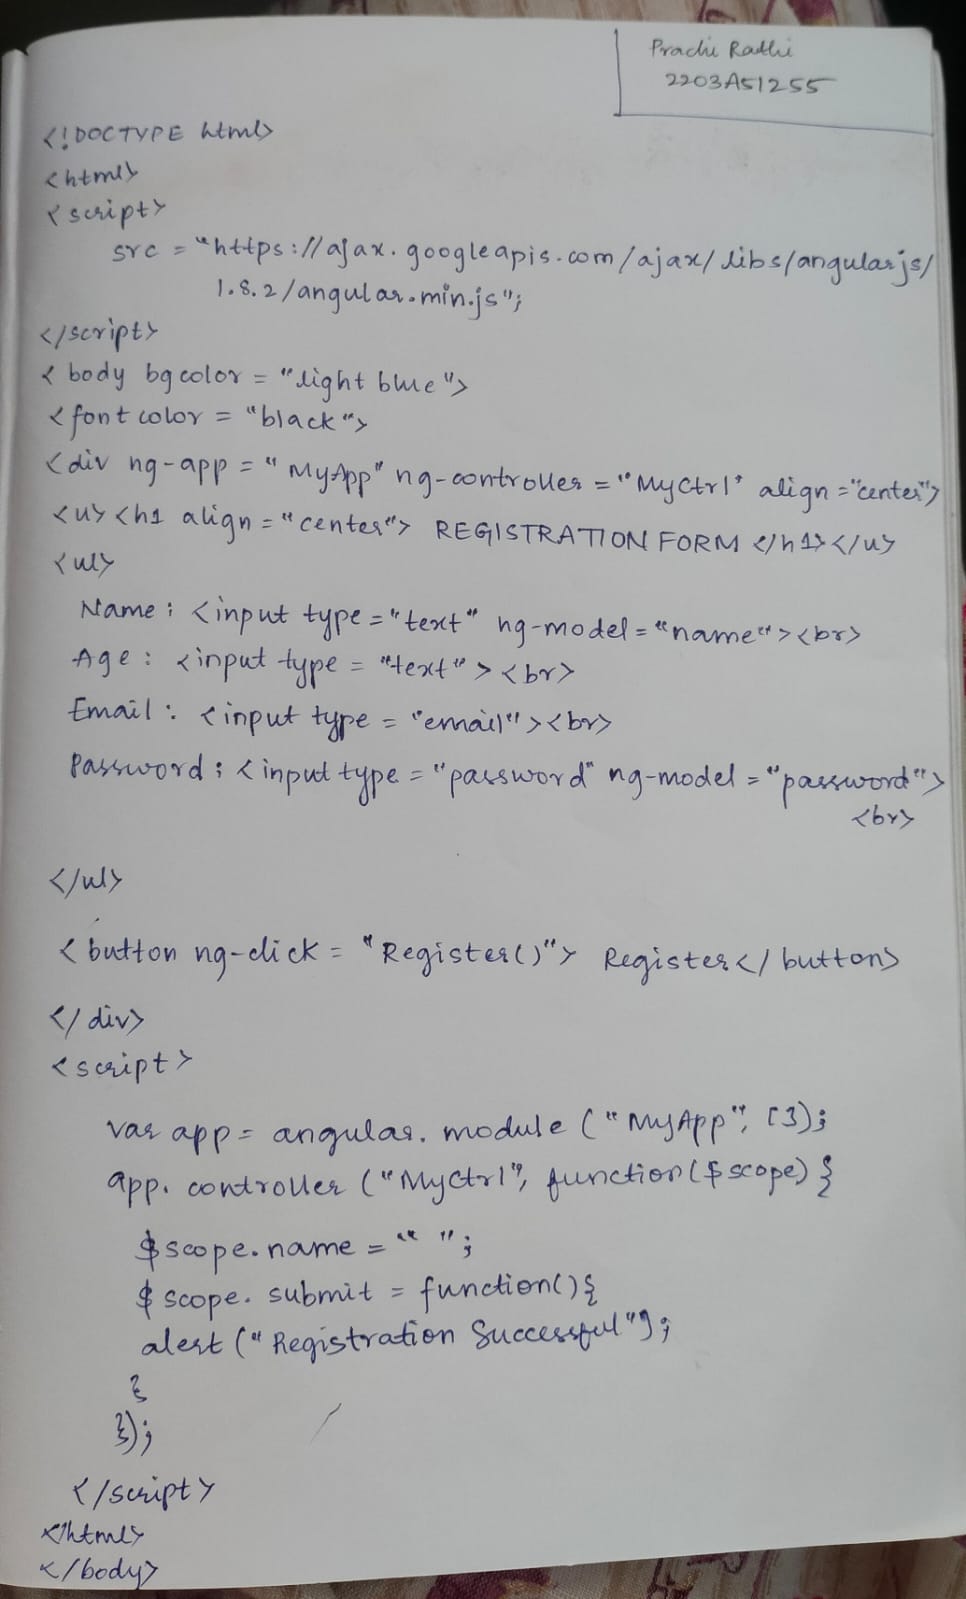 Prachi Rathi
2203A51255
<!DOCTYPE html>
<html>
<script>
src = "https://ajax.googleapis.com/ajax/libs/angularjs/
1.8.2/angular.min.js";
</script>
<body bgcolor = "light blue">
<font color = "black">
<div ng-app = "MyApp" ng-controller = "MyCtrl" align ="center">
<u><h1 align = "center"> REGISTRATION FORM </h1></u>
<ul>
Name : <input type = "text" ng-model = "name"><br>
Age : <input type = "text"> <br>
Email : <input type = "email"><br>
Password : <input type = "password" ng-model = "password">
<br>
</ul>
<button ng-click = "Register()"> Register</button>
</div>
<script>
var app = angular.module ("MyApp", []);
app.controller ("MyCtrl", function($scope) {
$scope.name = " ";
$scope.submit = function(){
alert ("Registration Successful");
}
});
</script>
</html>
</body>